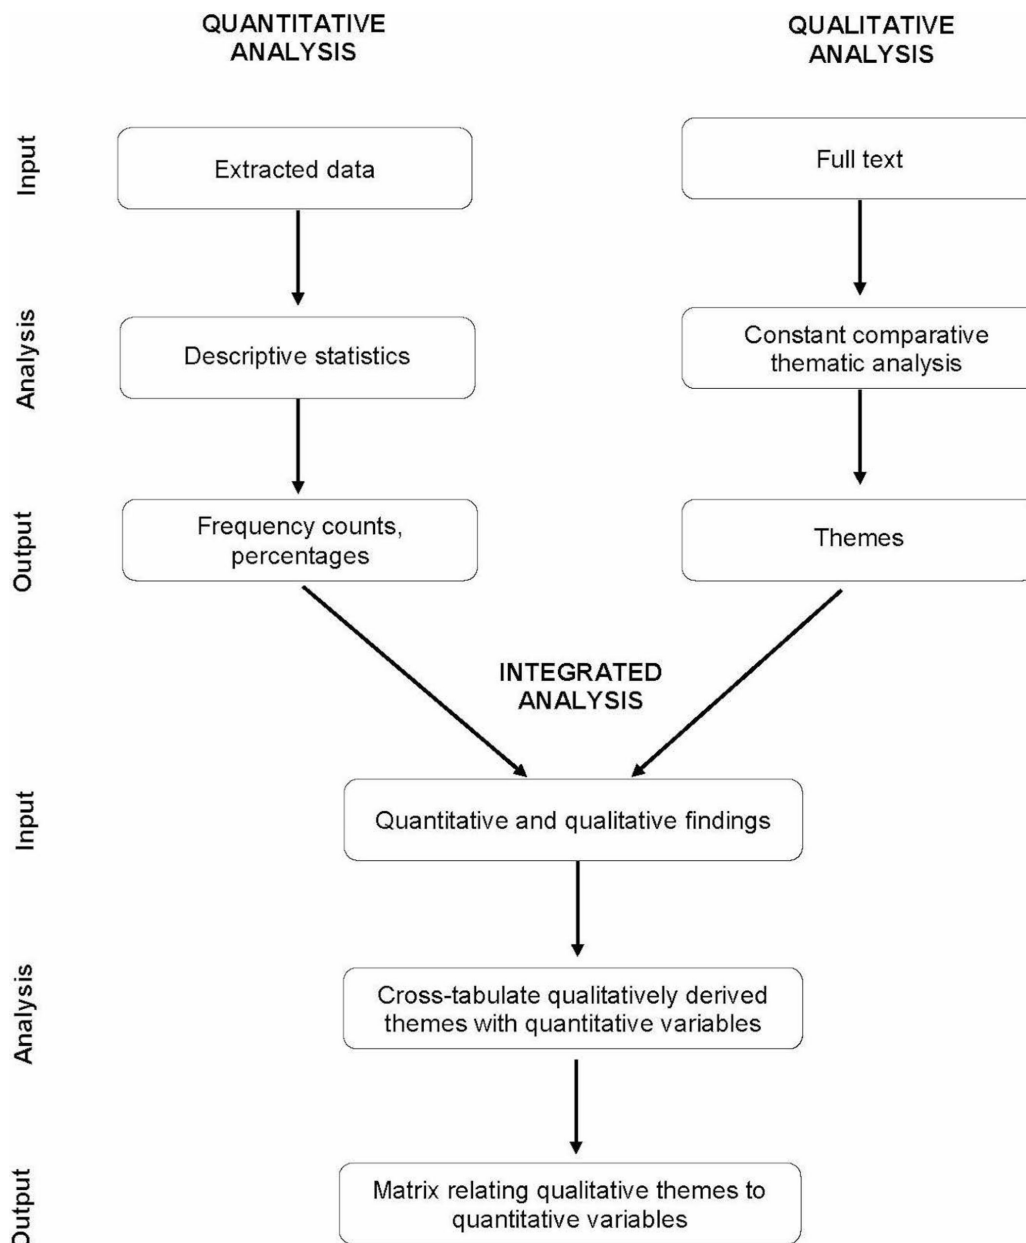 QUANTITATIVE
ANALYSIS
QUALITATIVE
ANALYSIS
Input
Extracted data
Full text
Analysis
Descriptive statistics
Constant comparative
thematic analysis
Output
Frequency counts,
percentages
Themes
INTEGRATED
ANALYSIS
Input
Quantitative and qualitative findings
Analysis
Cross-tabulate qualitatively derived
themes with quantitative variables
Output
Matrix relating qualitative themes to
quantitative variables